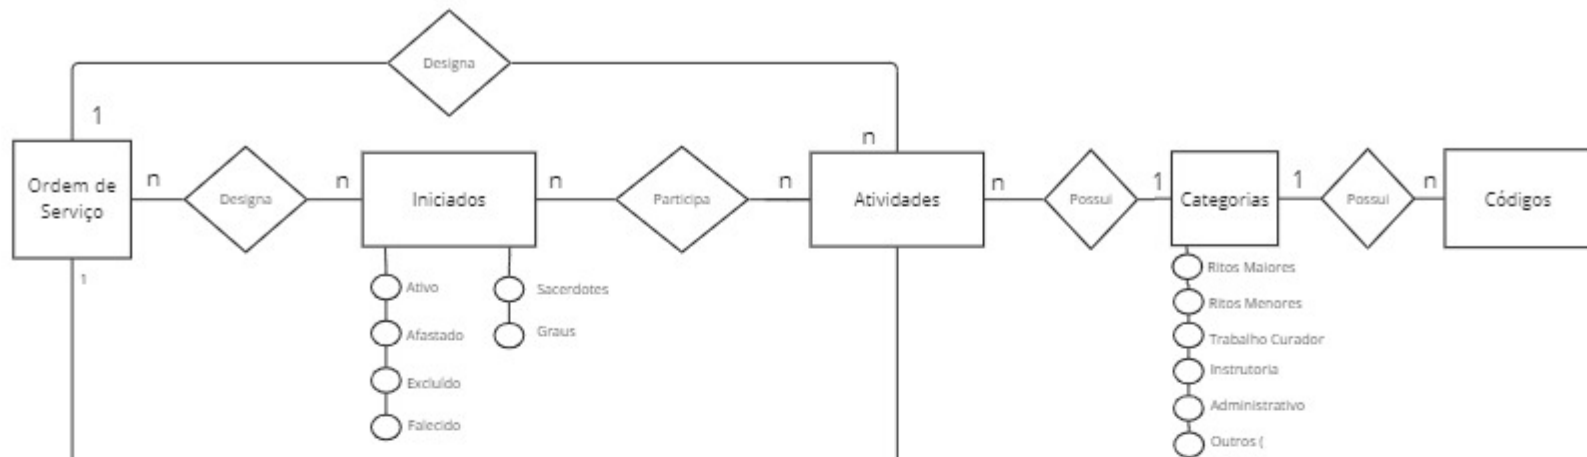 Designa
1
n
Ordem de
Serviço
n
Designa
n
Iniciados
n
Participa
n
Atividades
n
Possui
1
Categorias
1
Possui
n
Códigos
1
Ativo
Afastado
Excluído
Falecido
Sacerdotes
Graus
Ritos Maiores
Ritos Menores
Trabalho Curador
Instrutoria
Administrativo
Outros (